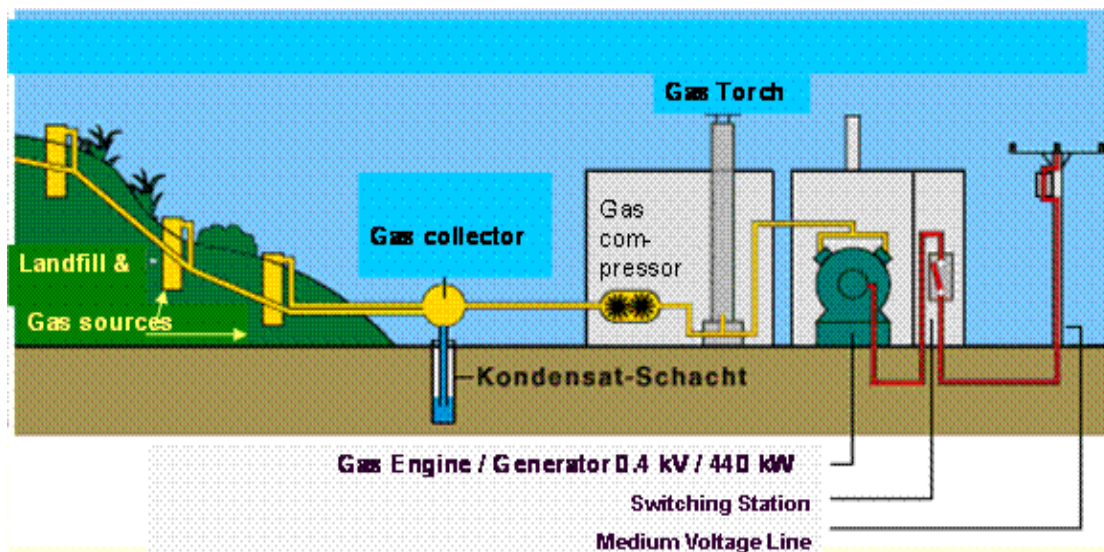 Gas Torch
Gas collector
Gas
com-
pressor
Landfill &
Gas sources
Kondensat-Schacht
Gas Engine / Generator 0.4 kV / 440 kW
Switching Station
Medium Voltage Line